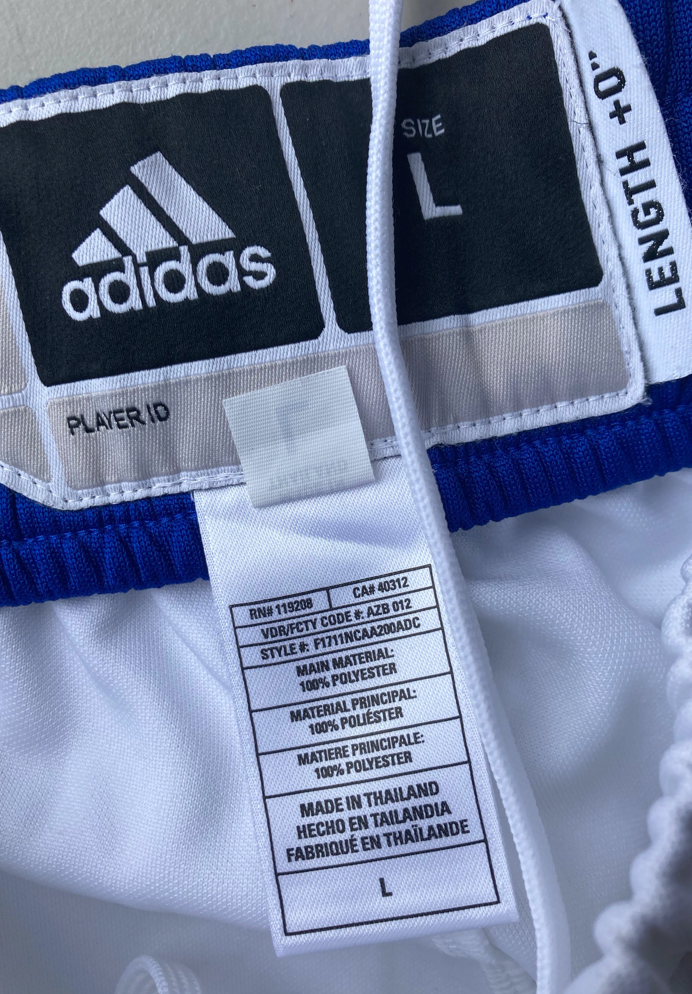 adidas
SIZE
L
LENGTH +0"
PLAYER ID
RN# 119208 CA# 40312
VDR/FCTY CODE #: AZB 012
STYLE #: F1711NCAA200ADC
MAIN MATERIAL:
100% POLYESTER
MATERIAL PRINCIPAL:
100% POLIÉSTER
MATIERE PRINCIPALE:
100% POLYESTER
MADE IN THAILAND
HECHO EN TAILANDIA
FABRIQUÉ EN THAÏLANDE
L